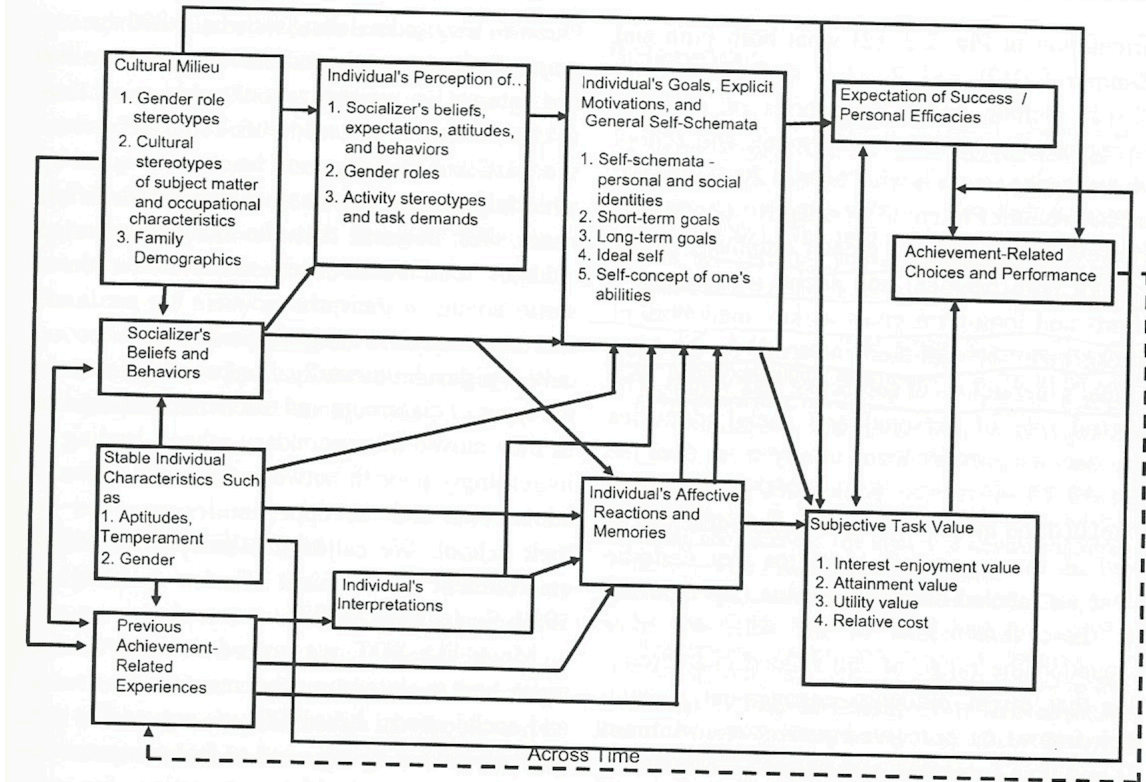 Cultural Milieu
1. Gender role
stereotypes
2. Cultural
stereotypes
of subject matter
and occupational
characteristics
3. Family
Demographics
Individual's Perception of...
1. Socializer's beliefs,
expectations, attitudes,
and behaviors
2. Gender roles
3. Activity stereotypes
and task demands
Individual's Goals, Explicit
Motivations, and
General Self-Schemata
1. Self-schemata -
personal and social
identities
2. Short-term goals
3. Long-term goals
4. Ideal self
5. Self-concept of one's
abilities
Expectation of Success /
Personal Efficacies
Achievement-Related
Choices and Performance
Socializer's
Beliefs and
Behaviors
Stable Individual
Characteristics Such
as
1. Aptitudes,
Temperament
2. Gender
Individual's Affective
Reactions and
Memories
Subjective Task Value
1. Interest -enjoyment value
2. Attainment value
3. Utility value
4. Relative cost
Individual's
Interpretations
Previous
Achievement-
Related
Experiences
Across Time